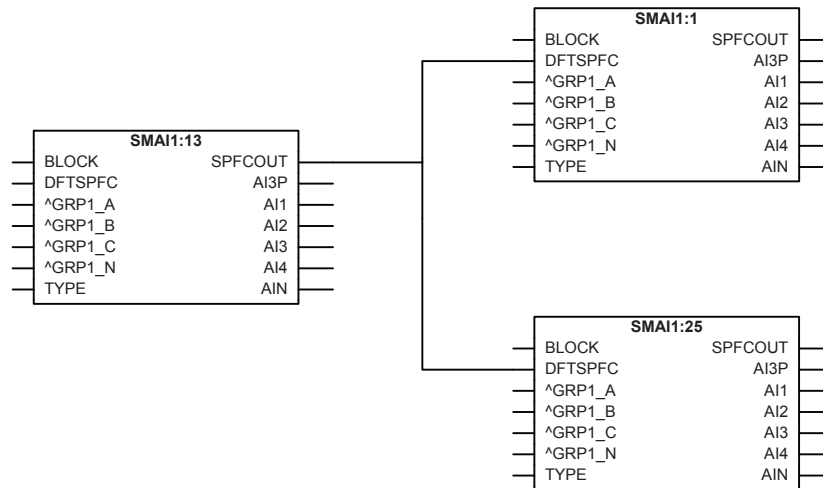 SMAI1:1
BLOCK SPFCOUT
DFTSPFC AI3P
^GRP1_A AI1
^GRP1_B AI2
^GRP1_C AI3
^GRP1_N AI4
TYPE AIN
SMAI1:13
BLOCK SPFCOUT
DFTSPFC AI3P
^GRP1_A AI1
^GRP1_B AI2
^GRP1_C AI3
^GRP1_N AI4
TYPE AIN
SMAI1:25
BLOCK SPFCOUT
DFTSPFC AI3P
^GRP1_A AI1
^GRP1_B AI2
^GRP1_C AI3
^GRP1_N AI4
TYPE AIN